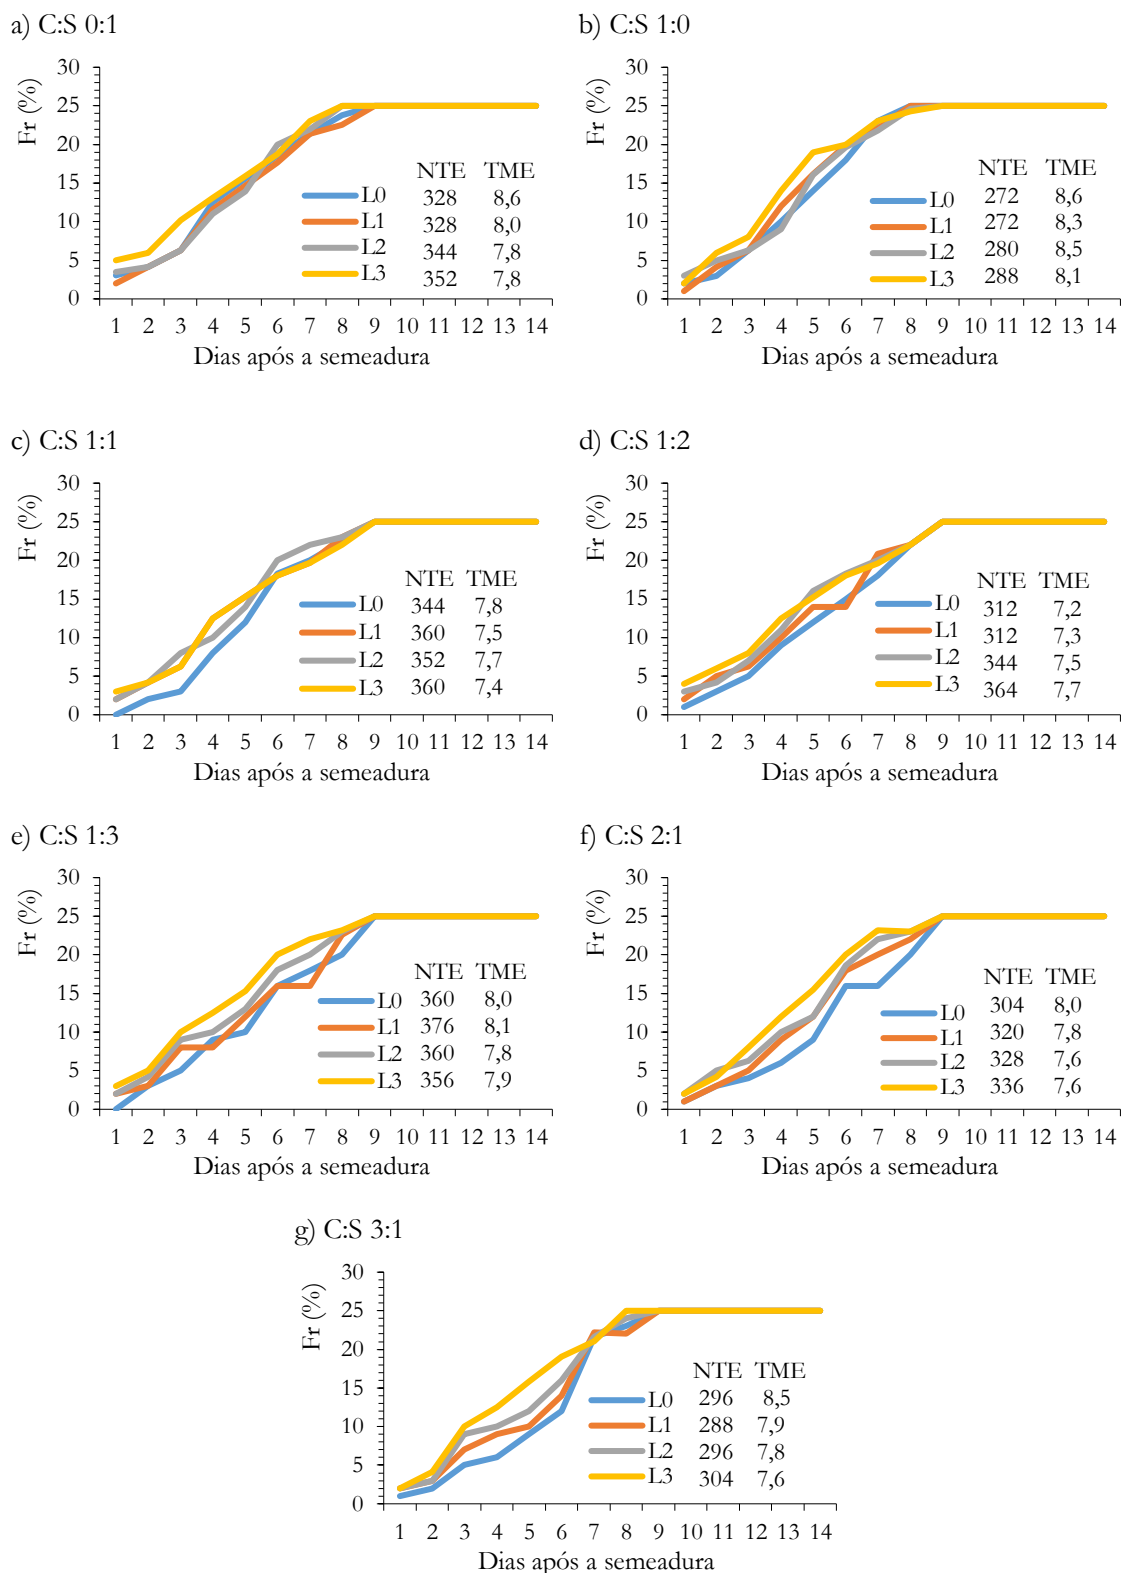 a) C:S 0:1
Fr (%)
30
25
20
15
10
5
0
NTE TME
L0 328 8,6
L1 328 8,0
L2 344 7,8
L3 352 7,8
1 2 3 4 5 6 7 8 9 10 11 12 13 14
Dias após a semeadura
b) C:S 1:0
Fr (%)
30
25
20
15
10
5
0
NTE TME
L0 272 8,6
L1 272 8,3
L2 280 8,5
L3 288 8,1
1 2 3 4 5 6 7 8 9 10 11 12 13 14
Dias após a semeadura
c) C:S 1:1
Fr (%)
30
25
20
15
10
5
0
NTE TME
L0 344 7,8
L1 360 7,5
L2 352 7,7
L3 360 7,4
1 2 3 4 5 6 7 8 9 10 11 12 13 14
Dias após a semeadura
d) C:S 1:2
Fr (%)
30
25
20
15
10
5
0
NTE TME
L0 312 7,2
L1 312 7,3
L2 344 7,5
L3 364 7,7
1 2 3 4 5 6 7 8 9 10 11 12 13 14
Dias após a semeadura
e) C:S 1:3
Fr (%)
30
25
20
15
10
5
0
NTE TME
L0 360 8,0
L1 376 8,1
L2 360 7,8
L3 356 7,9
1 2 3 4 5 6 7 8 9 10 11 12 13 14
Dias após a semeadura
f) C:S 2:1
Fr (%)
30
25
20
15
10
5
0
NTE TME
L0 304 8,0
L1 320 7,8
L2 328 7,6
L3 336 7,6
1 2 3 4 5 6 7 8 9 10 11 12 13 14
Dias após a semeadura
g) C:S 3:1
Fr (%)
30
25
20
15
10
5
0
NTE TME
L0 296 8,5
L1 288 7,9
L2 296 7,8
L3 304 7,6
1 2 3 4 5 6 7 8 9 10 11 12 13 14
Dias após a semeadura